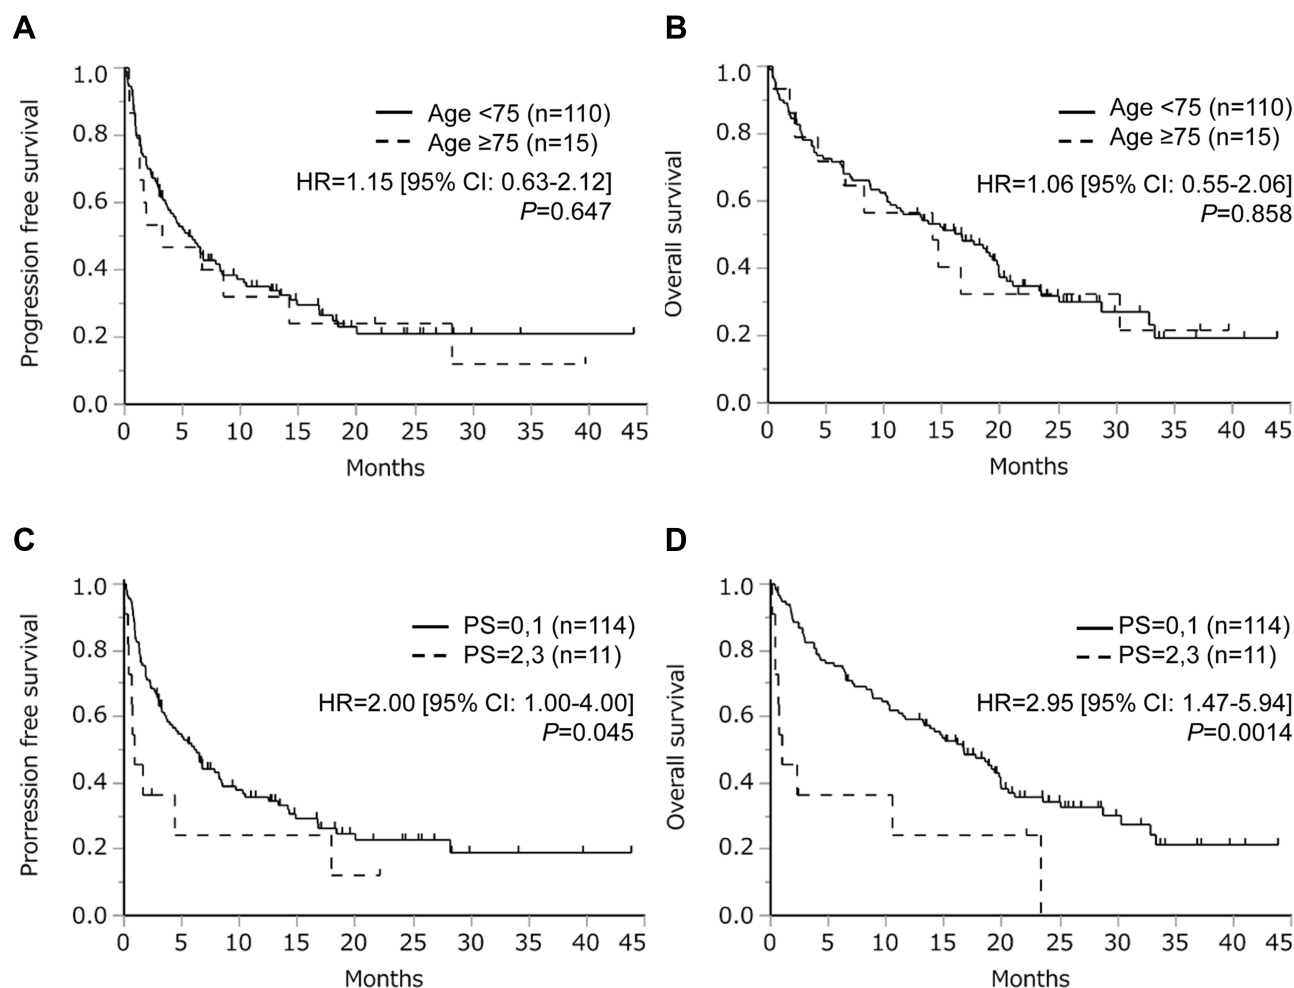 A
Progression free survival
1.0
0.8
0.6
0.4
0.2
0.0
Age <75 (n=110)
Age ≥75 (n=15)
HR=1.15 [95% CI: 0.63-2.12]
P=0.647
0 5 10 15 20 25 30 35 40 45
Months
B
Overall survival
1.0
0.8
0.6
0.4
0.2
0.0
Age <75 (n=110)
Age ≥75 (n=15)
HR=1.06 [95% CI: 0.55-2.06]
P=0.858
0 5 10 15 20 25 30 35 40 45
Months
C
Prorression free survival
1.0
0.8
0.6
0.4
0.2
0.0
PS=0,1 (n=114)
PS=2,3 (n=11)
HR=2.00 [95% CI: 1.00-4.00]
P=0.045
0 5 10 15 20 25 30 35 40 45
Months
D
Overall survival
1.0
0.8
0.6
0.4
0.2
0.0
PS=0,1 (n=114)
PS=2,3 (n=11)
HR=2.95 [95% CI: 1.47-5.94]
P=0.0014
0 5 10 15 20 25 30 35 40 45
Months